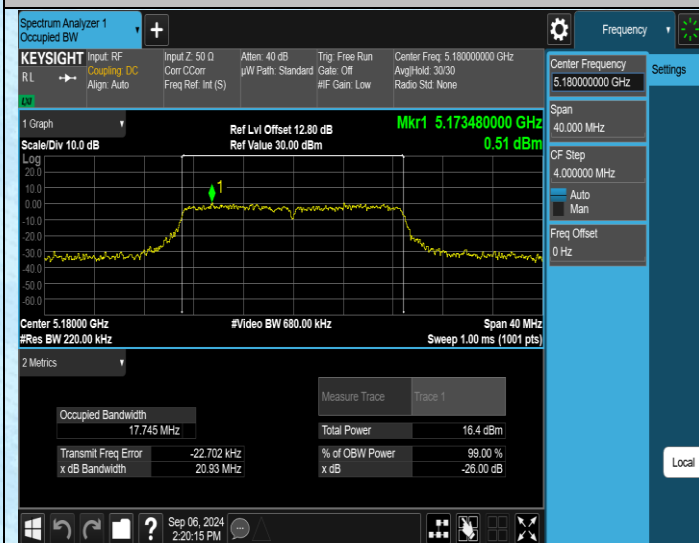 Spectrum Analyzer 1
Occupied BW
+
Frequency
KEYSIGHT
RL
LXI
Input: RF
Coupling: DC
Align: Auto
Input Z: 50 Ω
Corr CCorr
Freq Ref: Int (S)
Atten: 40 dB
µW Path: Standard
Trig: Free Run
Gate: Off
#IF Gain: Low
Center Freq: 5.180000000 GHz
Avg|Hold: 30/30
Radio Std: None
Center Frequency
5.180000000 GHz
Settings
Span
40.000 MHz
CF Step
4.000000 MHz
Auto
Man
Freq Offset
0 Hz
1 Graph
Scale/Div 10.0 dB
Ref Lvl Offset 12.80 dB
Ref Value 30.00 dBm
Mkr1 5.173480000 GHz
0.51 dBm
Log
20.0
10.0
0.00
-10.0
-20.0
-30.0
-40.0
-50.0
-60.0
1
Center 5.18000 GHz
#Res BW 220.00 kHz
#Video BW 680.00 kHz
Span 40 MHz
Sweep 1.00 ms (1001 pts)
2 Metrics
Measure Trace Trace 1
Occupied Bandwidth
17.745 MHz
Total Power 16.4 dBm
Transmit Freq Error -22.702 kHz
% of OBW Power 99.00 %
x dB Bandwidth 20.93 MHz
x dB -26.00 dB
Local
?
Sep 06, 2024
2:20:15 PM